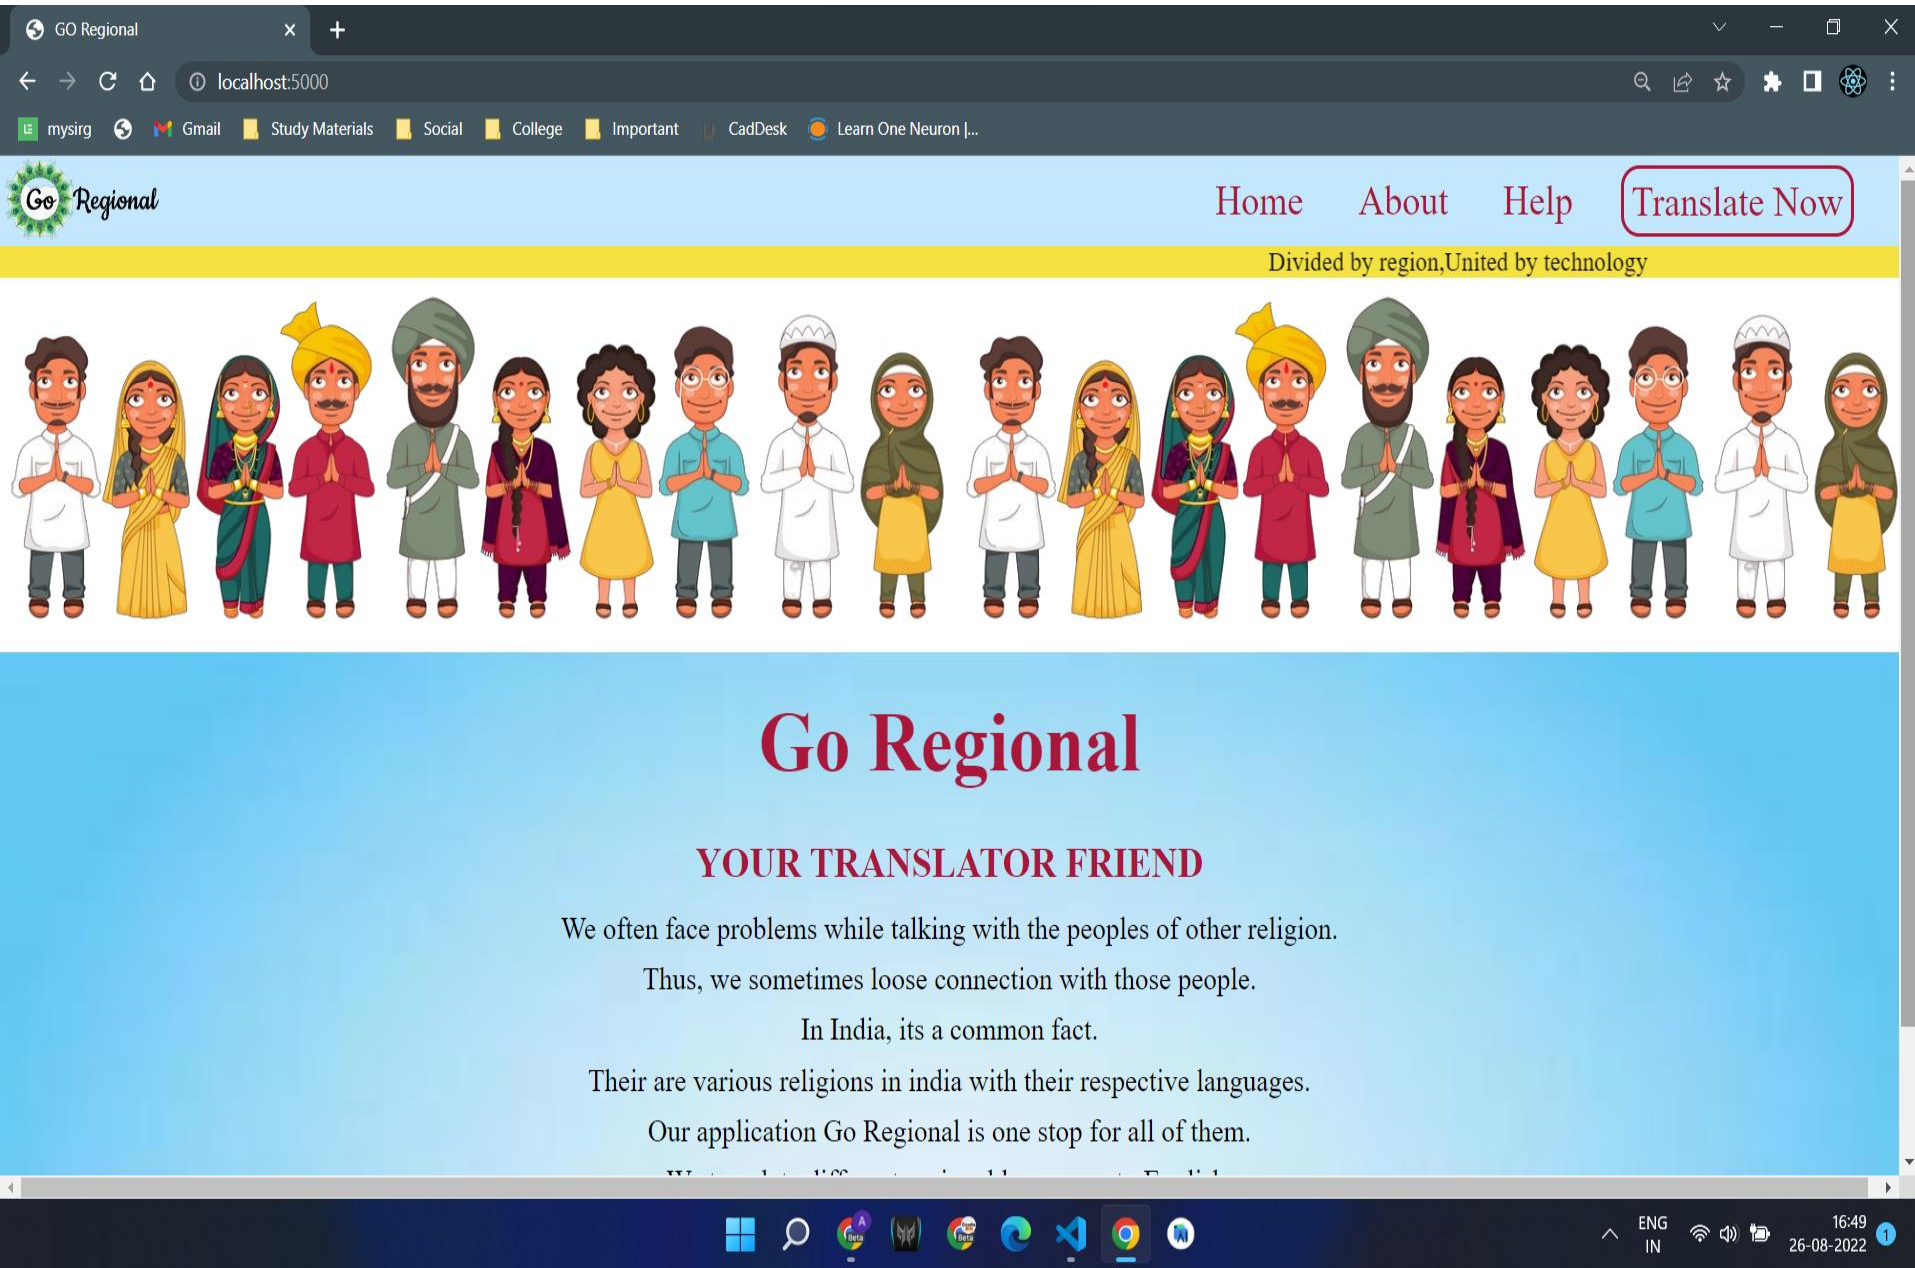 GO Regional
localhost:5000
mysirg Gmail Study Materials Social College Important CadDesk Learn One Neuron |...
Go Regional
Home About Help Translate Now
Divided by region,United by technology
Go Regional
YOUR TRANSLATOR FRIEND
We often face problems while talking with the peoples of other religion.
Thus, we sometimes loose connection with those people.
In India, its a common fact.
Their are various religions in india with their respective languages.
Our application Go Regional is one stop for all of them.
ENG
IN
16:49
26-08-2022
1